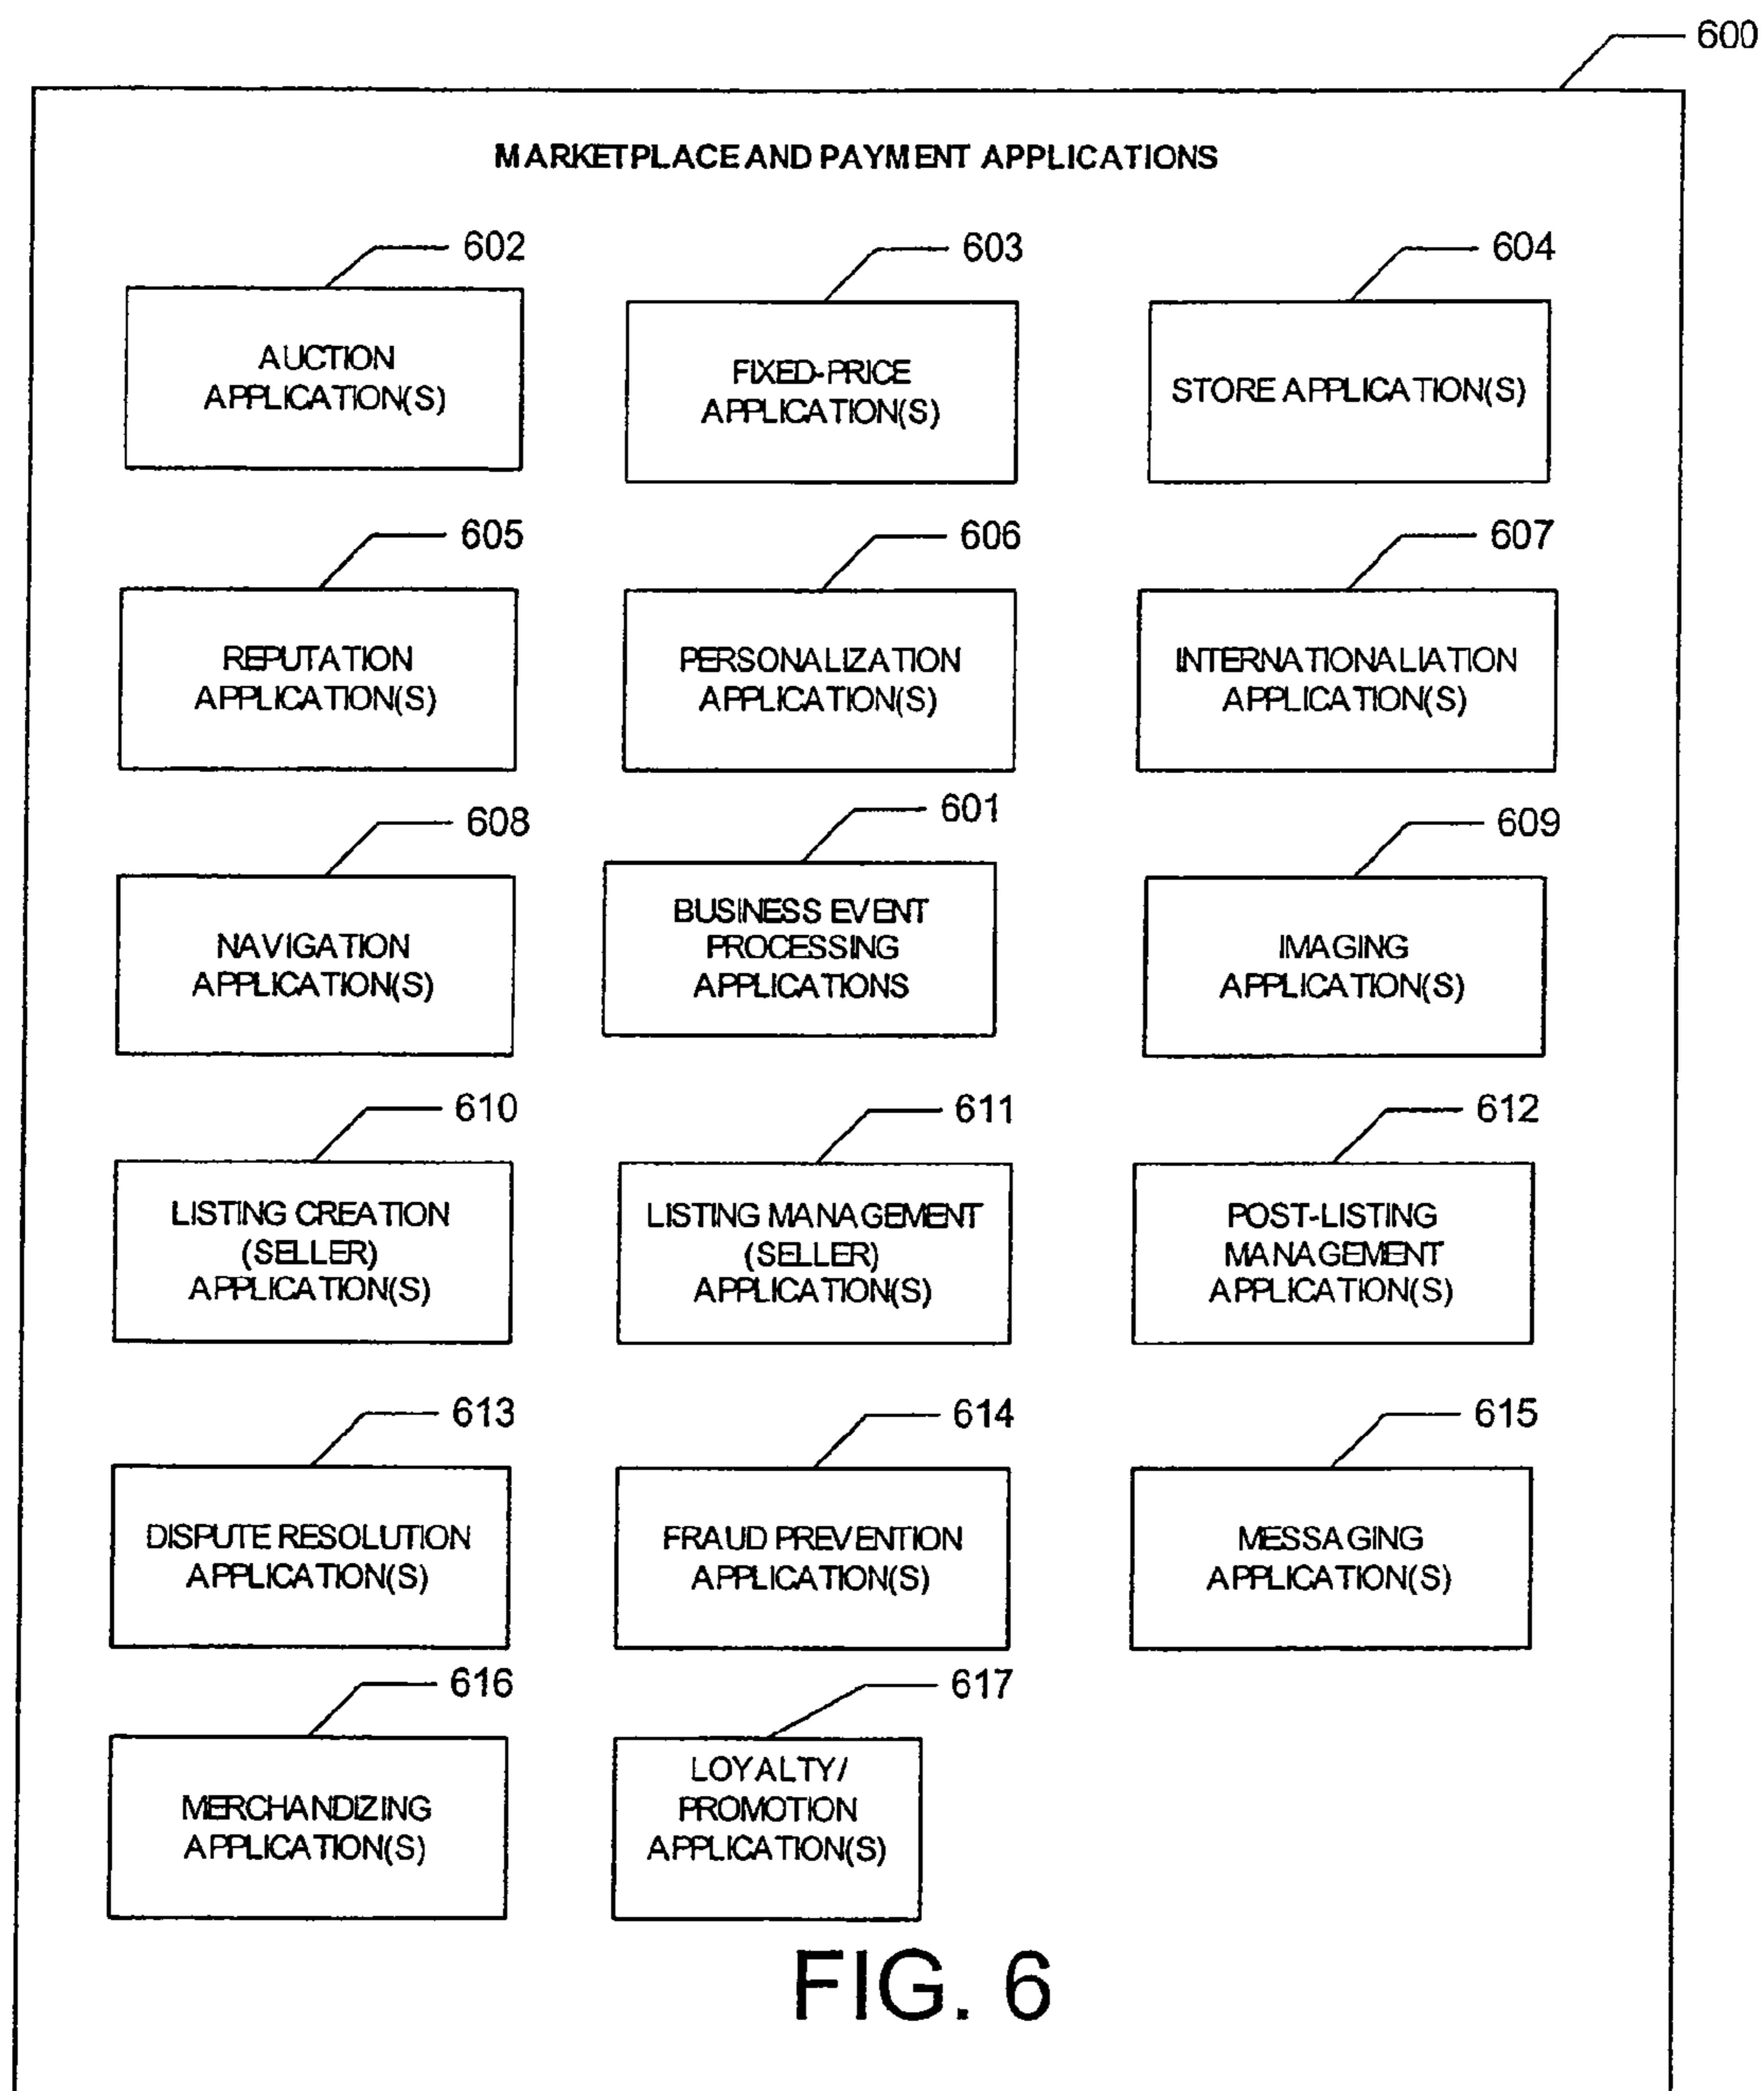 600
MARKETPLACE AND PAYMENT APPLICATIONS
602
603
604
AUCTION
APPLICATION(S)
FIXED-PRICE
APPLICATION(S)
STORE APPLICATION(S)
605
606
607
REPUTATION
APPLICATION(S)
PERSONALIZATION
APPLICATION(S)
INTERNATIONALIATION
APPLICATION(S)
608
601
609
NAVIGATION
APPLICATION(S)
BUSINESS EVENT
PROCESSING
APPLICATIONS
IMAGING
APPLICATION(S)
610
611
612
LISTING CREATION
(SELLER)
APPLICATION(S)
LISTING MANAGEMENT
(SELLER)
APPLICATION(S)
POST-LISTING
MANAGEMENT
APPLICATION(S)
613
614
615
DISPUTE RESOLUTION
APPLICATION(S)
FRAUD PREVENTION
APPLICATION(S)
MESSAGING
APPLICATION(S)
616
617
MERCHANDIZING
APPLICATION(S)
LOYALTY/
PROMOTION
APPLICATION(S)
FIG. 6